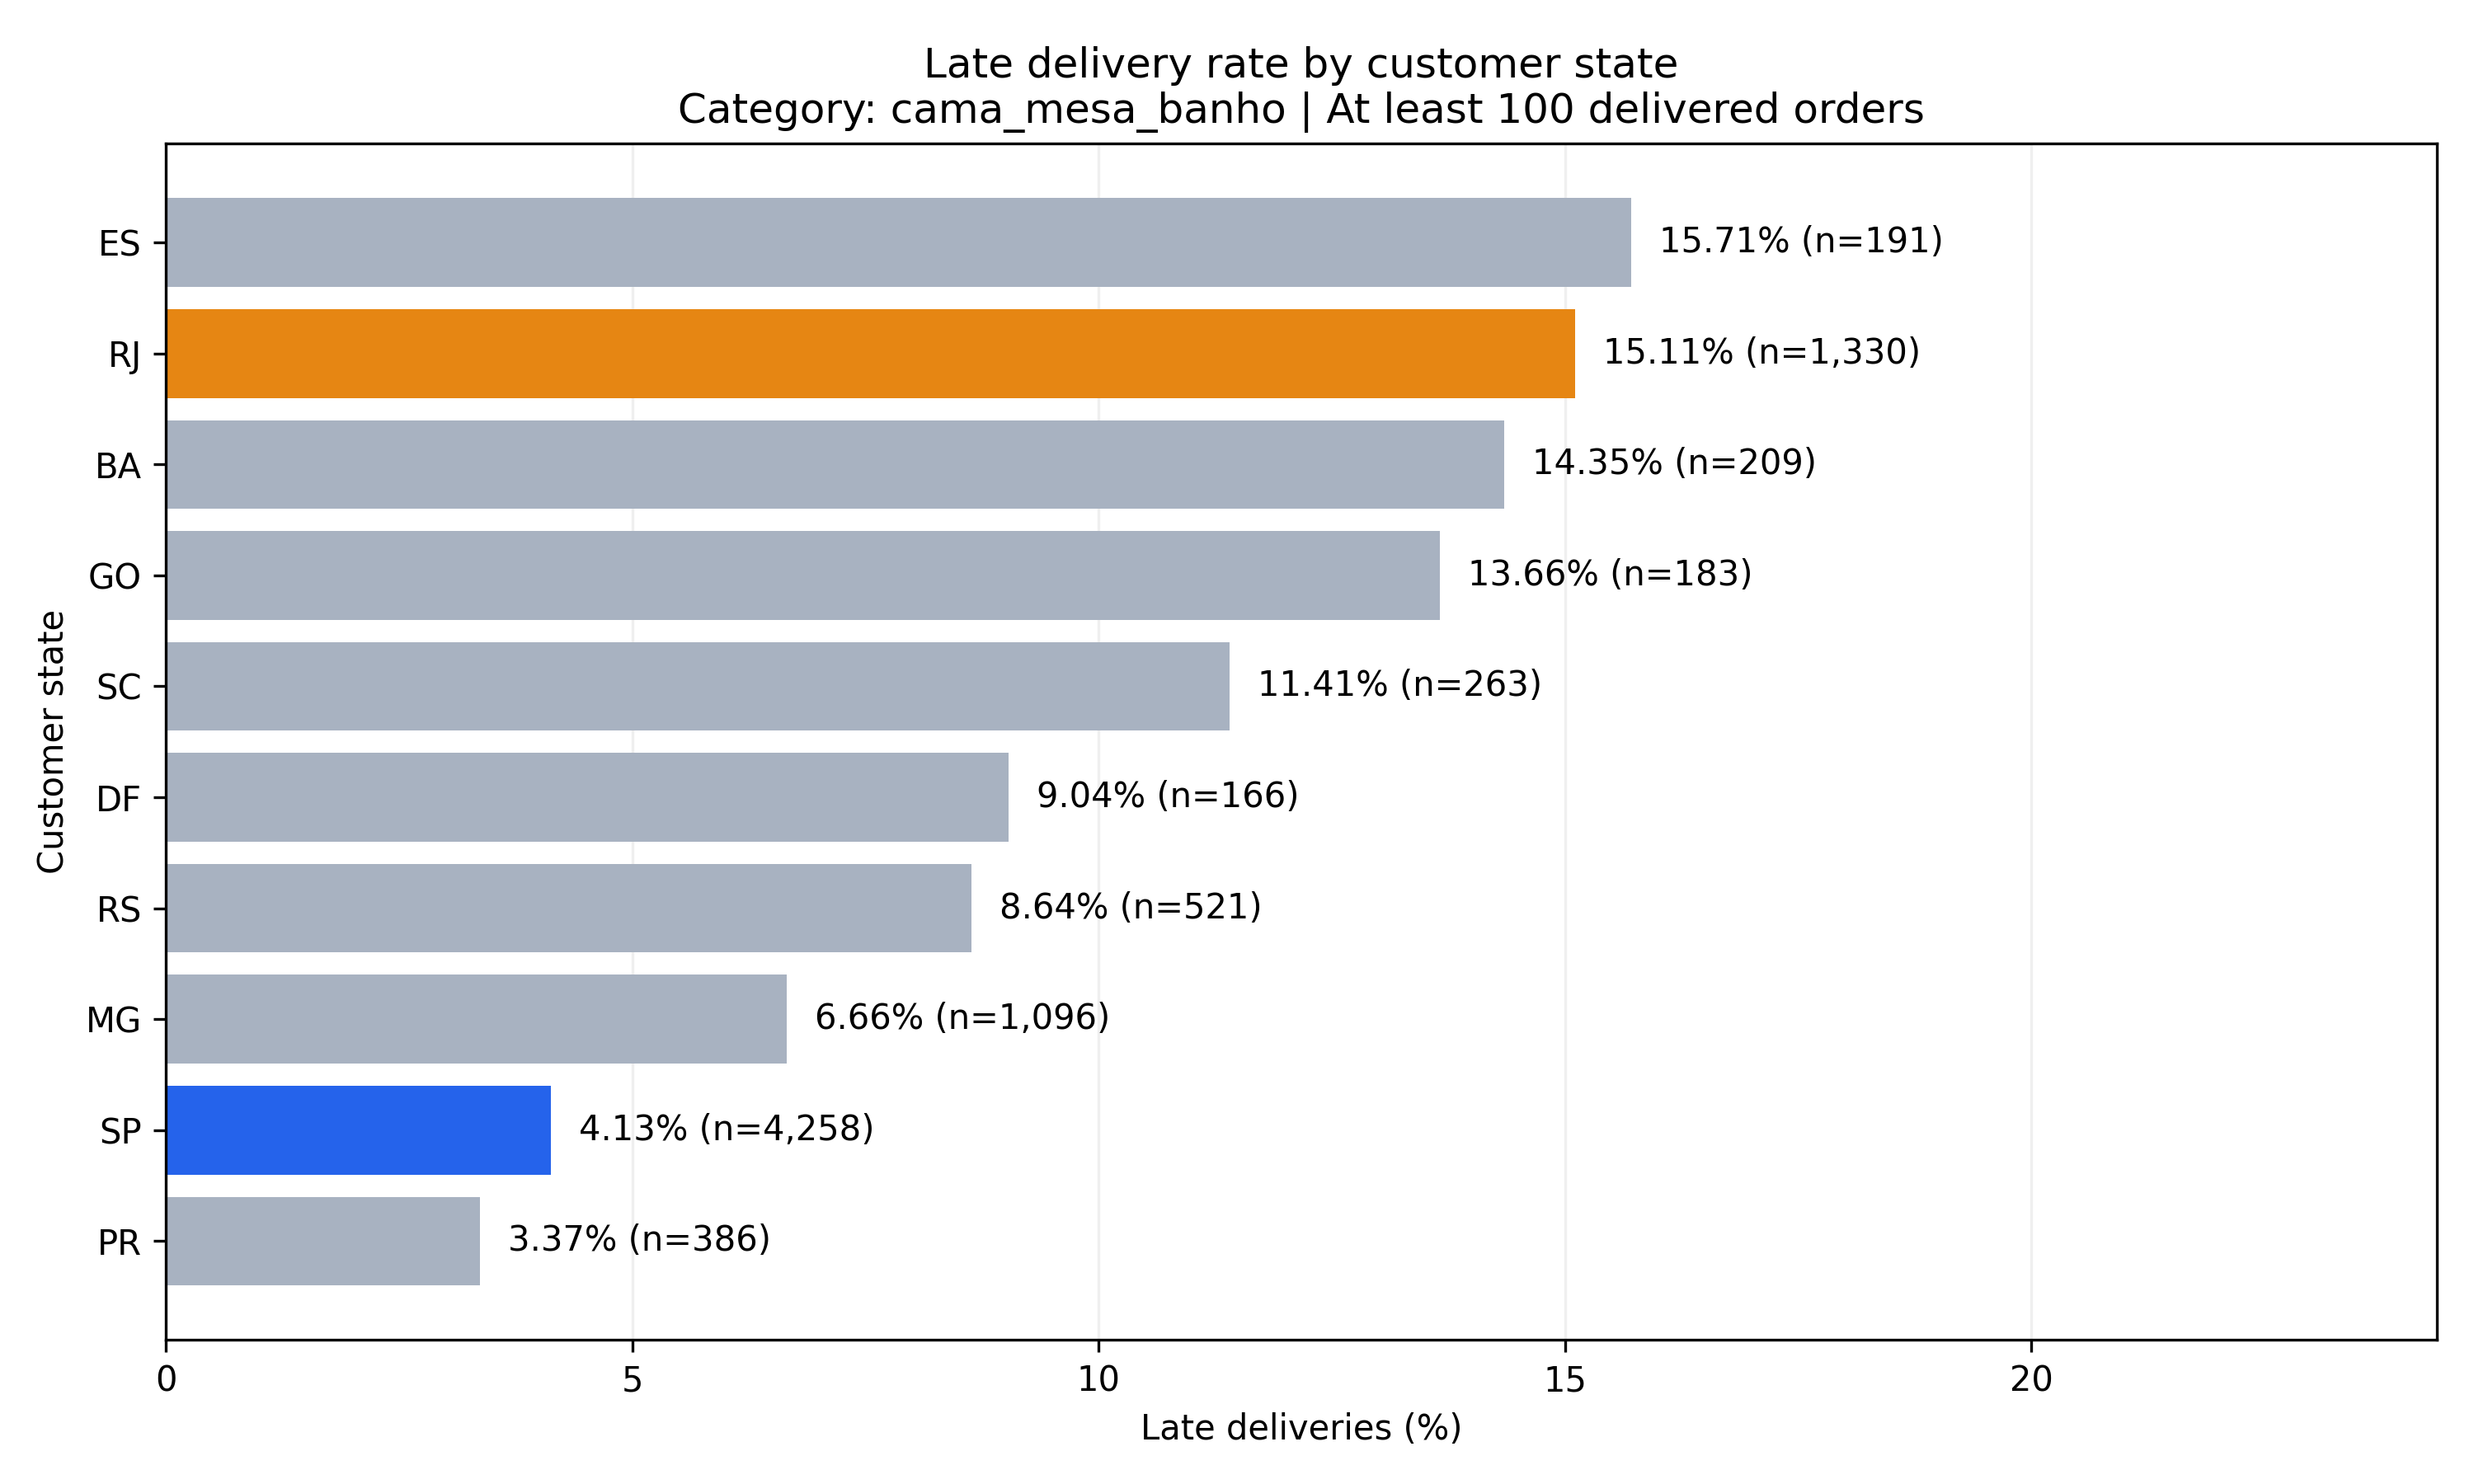 Late delivery rate by customer state
Category: cama_mesa_banho | At least 100 delivered orders
Customer state
ES 15.71% (n=191)
RJ 15.11% (n=1,330)
BA 14.35% (n=209)
GO 13.66% (n=183)
SC 11.41% (n=263)
DF 9.04% (n=166)
RS 8.64% (n=521)
MG 6.66% (n=1,096)
SP 4.13% (n=4,258)
PR 3.37% (n=386)
0 5 10 15 20
Late deliveries (%)